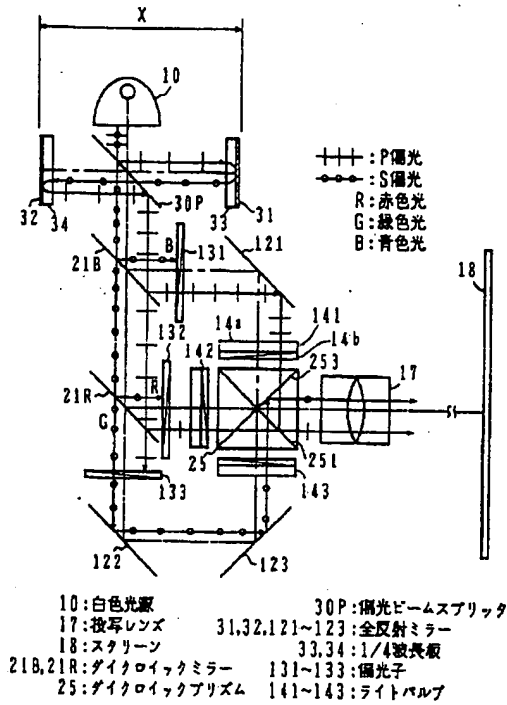 X
10
P偏光
S偏光
R:赤色光
G:緑色光
B:青色光
32 34
30P
33 31
21B
B
131
121
18
14a
141
14b
132
142
253
17
21R
R
G
133
25
251
143
122
123
10:白色光源
17:投写レンズ
18:スクリーン
21B,21R:ダイクロイックミラー
25:ダイクロイックプリズム
30P:偏光ビームスプリッタ
31,32,121~123:全反射ミラー
33,34:1/4波長板
131~133:偏光子
141~143:ライトバルブ